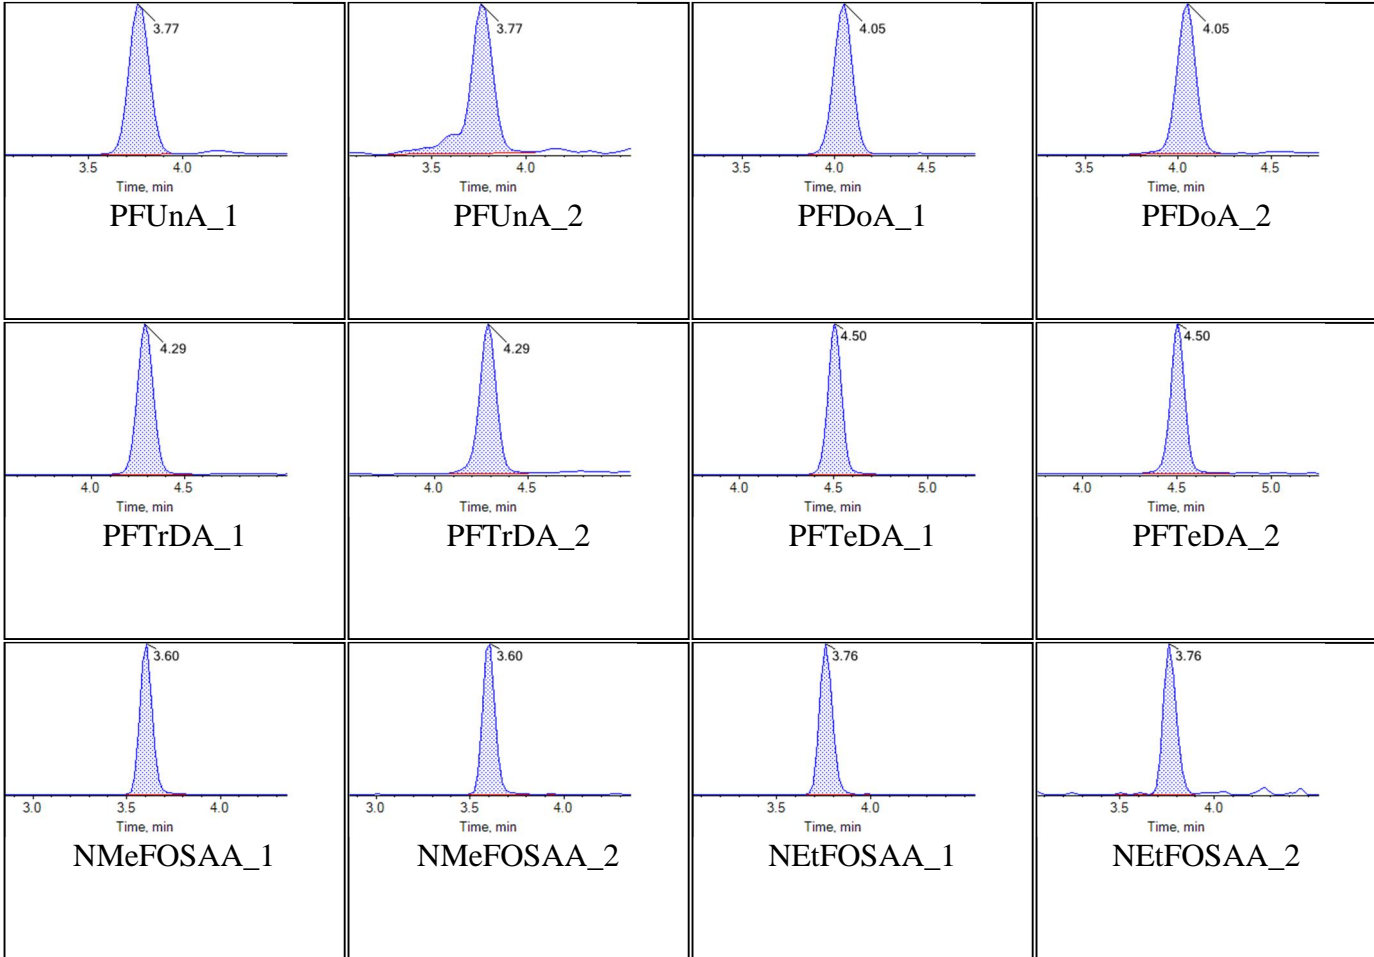 3.77
3.5 4.0
Time, min
PFUnA_1
3.77
3.5 4.0
Time, min
PFUnA_2
4.05
3.5 4.0 4.5
Time, min
PFDoA_1
4.05
3.5 4.0 4.5
Time, min
PFDoA_2
4.29
4.0 4.5
Time, min
PFTrDA_1
4.29
4.0 4.5
Time, min
PFTrDA_2
4.50
4.0 4.5 5.0
Time, min
PFTeDA_1
4.50
4.0 4.5 5.0
Time, min
PFTeDA_2
3.60
3.0 3.5 4.0
Time, min
NMeFOSAA_1
3.60
3.0 3.5 4.0
Time, min
NMeFOSAA_2
3.76
3.5 4.0
Time, min
NEtFOSAA_1
3.76
3.5 4.0
Time, min
NEtFOSAA_2